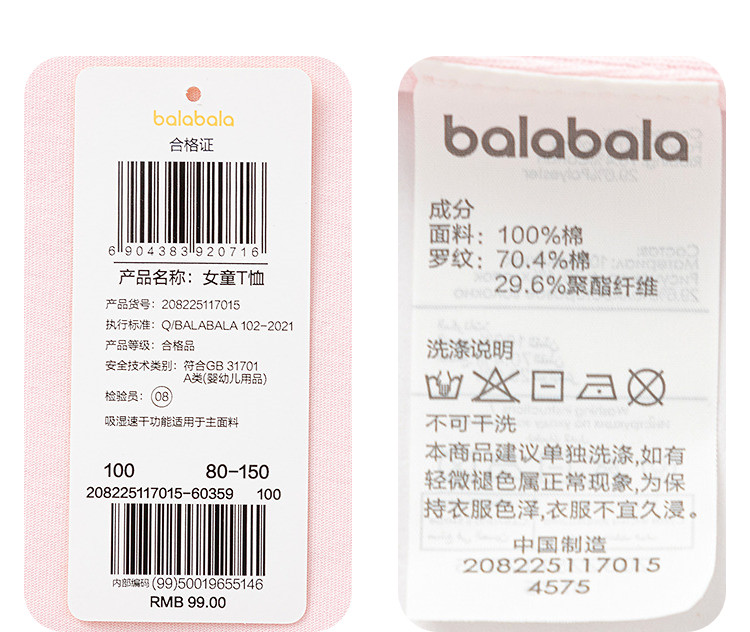 balabala
合格证
6 904383 920716
产品名称：女童T恤
产品货号：208225117015
执行标准：Q/BALABALA 102-2021
产品等级：合格品
安全技术类别：符合GB 31701
A类(婴幼儿用品)
检验员：08
吸湿速干功能适用于主面料
100 80-150
208225117015-60359 100
内部编码 (99)50019655146
RMB 99.00
balabala
成分
面料：100%棉
罗纹：70.4%棉
29.6%聚酯纤维
洗涤说明
不可干洗
本商品建议单独洗涤,如有
轻微褪色属正常现象,为保
持衣服色泽,衣服不宜久浸。
中国制造
208225117015
4575